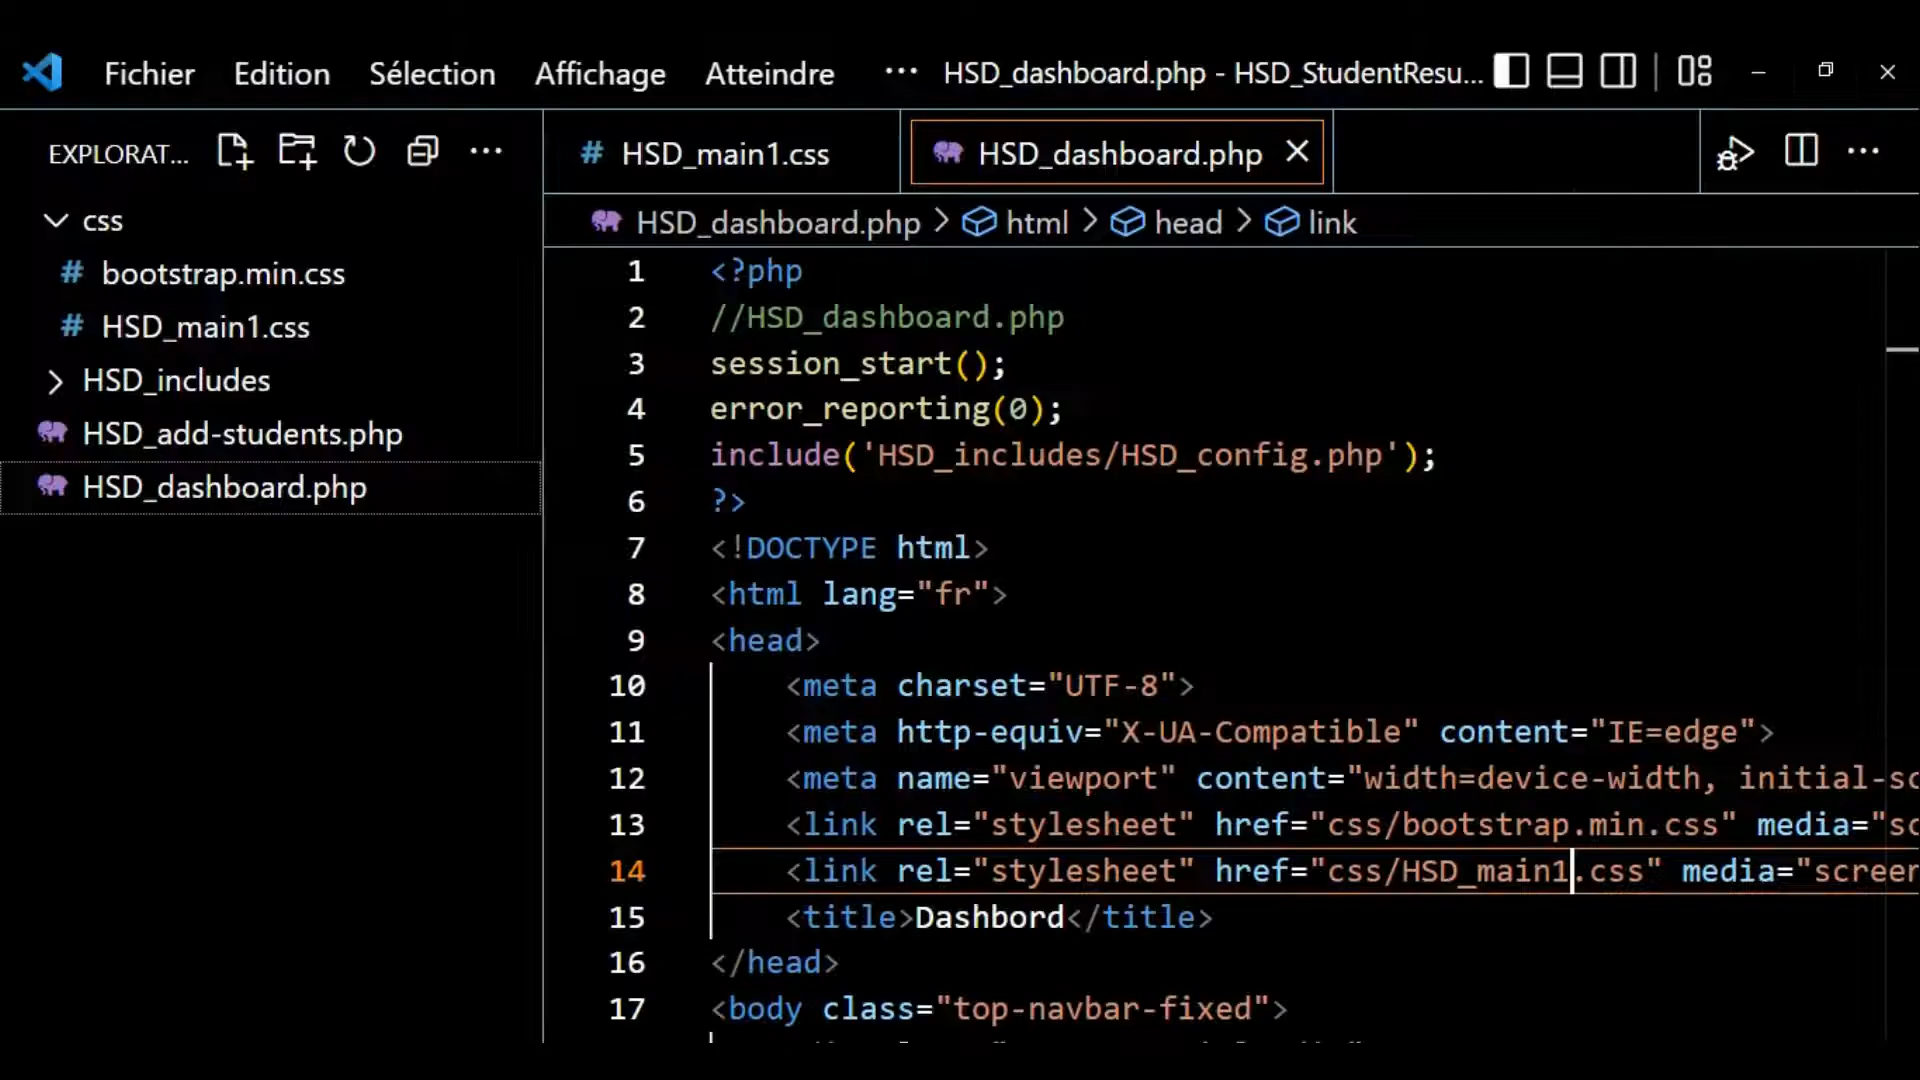 Fichier Edition Sélection Affichage Atteindre ··· HSD_dashboard.php - HSD_StudentResu...
EXPLORAT...
css
# bootstrap.min.css
# HSD_main1.css
HSD_includes
HSD_add-students.php
HSD_dashboard.php
# HSD_main1.css HSD_dashboard.php
HSD_dashboard.php > html > head > link
1 <?php
2 //HSD_dashboard.php
3 session_start();
4 error_reporting(0);
5 include('HSD_includes/HSD_config.php');
6 ?>
7 <!DOCTYPE html>
8 <html lang="fr">
9 <head>
10 <meta charset="UTF-8">
11 <meta http-equiv="X-UA-Compatible" content="IE=edge">
12 <meta name="viewport" content="width=device-width, initial-sc
13 <link rel="stylesheet" href="css/bootstrap.min.css" media="sc
14 <link rel="stylesheet" href="css/HSD_main1.css" media="screen
15 <title>Dashbord</title>
16 </head>
17 <body class="top-navbar-fixed">